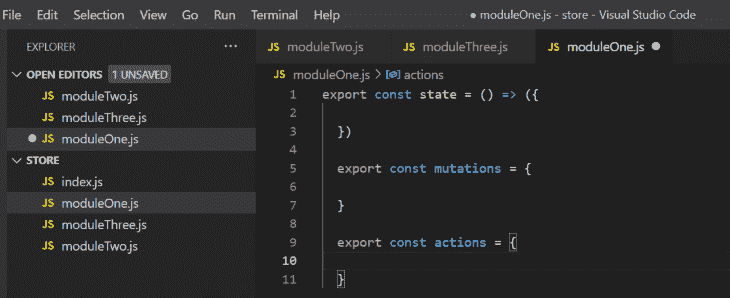 File Edit Selection View Go Run Terminal Help ● moduleOne.js - store - Visual Studio Code
EXPLORER ...
JS moduleTwo.js JS moduleThree.js JS moduleOne.js ●
OPEN EDITORS 1 UNSAVED
JS moduleTwo.js
JS moduleThree.js
● JS moduleOne.js
STORE
JS index.js
JS moduleOne.js
JS moduleThree.js
JS moduleTwo.js
JS moduleOne.js > actions
1 export const state = () => ({
2
3 })
4
5 export const mutations = {
6
7 }
8
9 export const actions = {
10
11 }